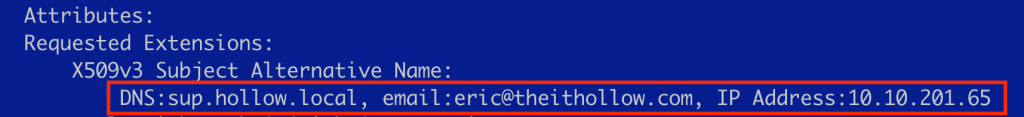 Attributes:
Requested Extensions:
X509v3 Subject Alternative Name:
DNS:sup.hollow.local, email:eric@theithollow.com, IP Address:10.10.201.65